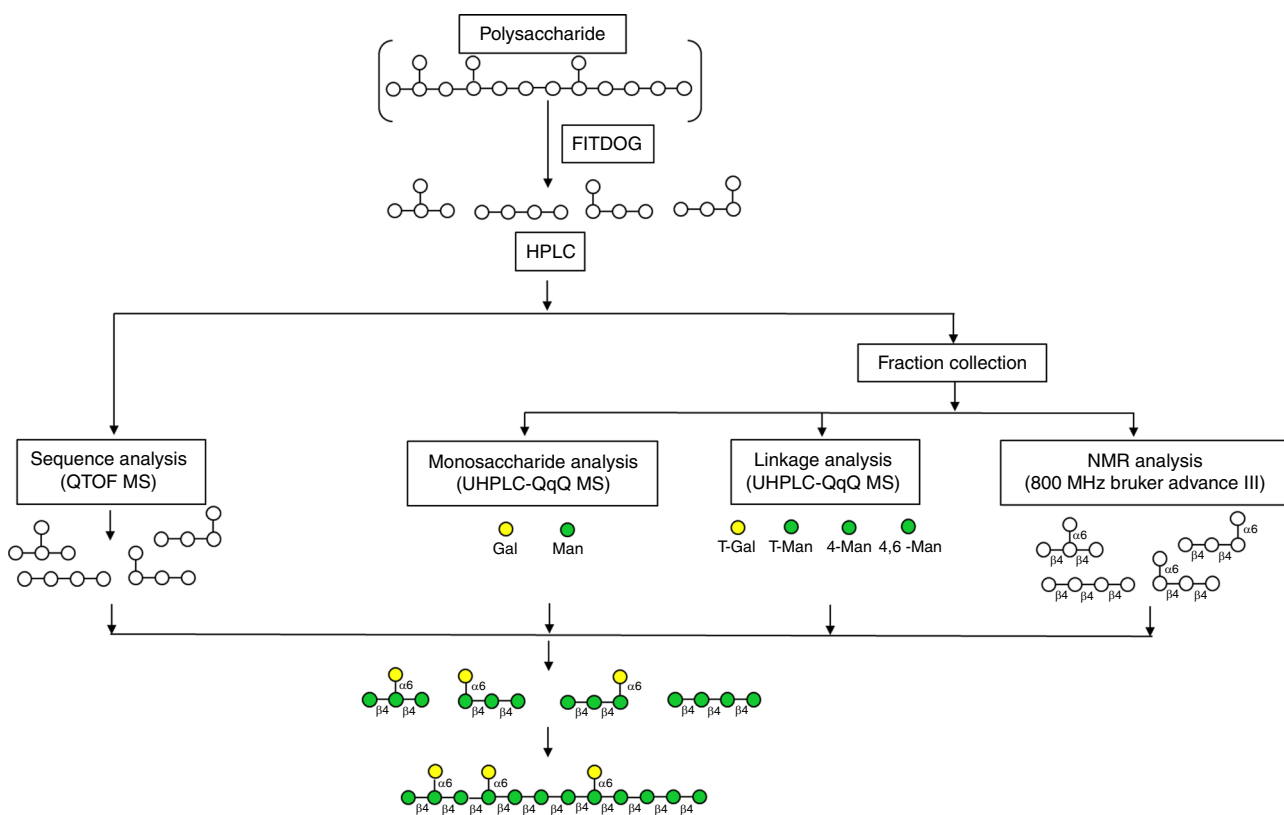 Polysaccharide
FITDOG
HPLC
Fraction collection
Sequence analysis
(QTOF MS)
Monosaccharide analysis
(UHPLC-QqQ MS)
Gal Man
Linkage analysis
(UHPLC-QqQ MS)
T-Gal T-Man 4-Man 4,6 -Man
NMR analysis
(800 MHz bruker advance III)
α6
β4 β4
α6
β4 β4
β4 β4 β4
α6
β4 β4
α6 α6 α6
β4 β4 β4 β4 β4 β4 β4 β4 β4
α6 α6 α6
β4 β4 β4 β4 β4 β4 β4 β4 β4 β4 β4